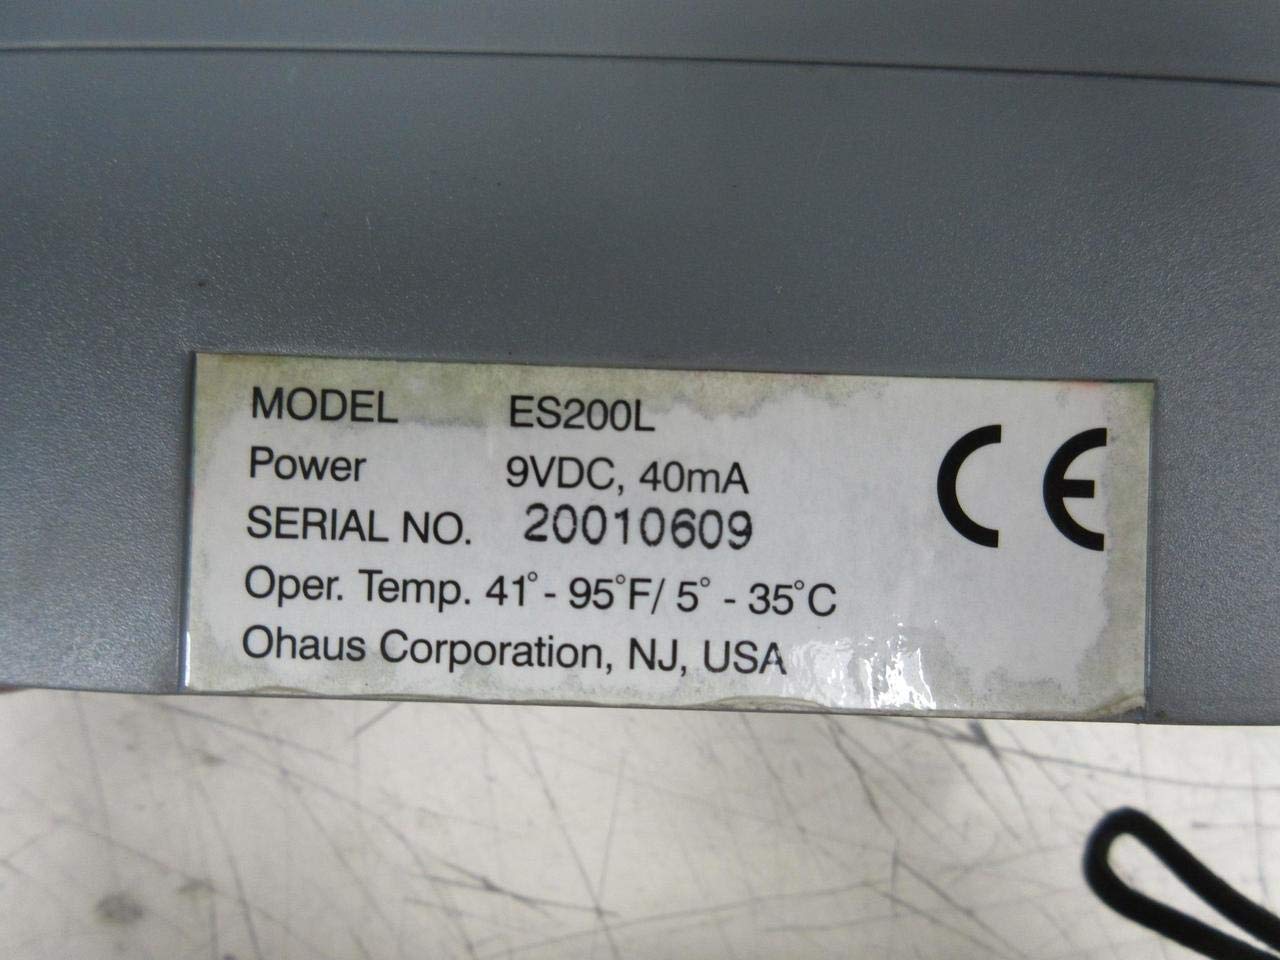 MODEL ES200L
Power 9VDC, 40mA
SERIAL NO. 20010609
Oper. Temp. 41° - 95°F/ 5° - 35°C
Ohaus Corporation, NJ, USA
CE